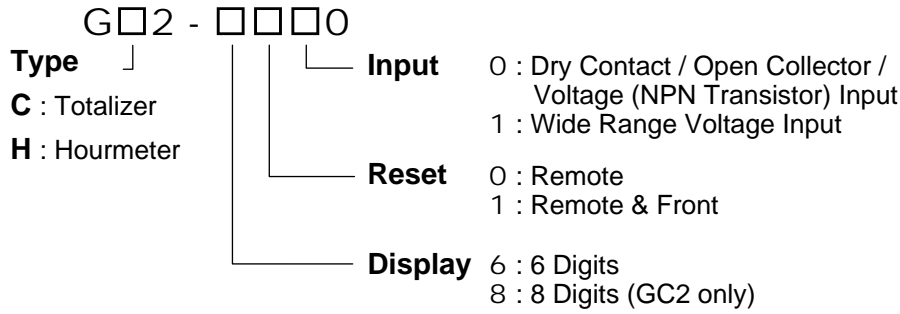 G□2 - □□□0
Type
C : Totalizer
H : Hourmeter
Input 0 : Dry Contact / Open Collector /
Voltage (NPN Transistor) Input
1 : Wide Range Voltage Input
Reset 0 : Remote
1 : Remote & Front
Display 6 : 6 Digits
8 : 8 Digits (GC2 only)